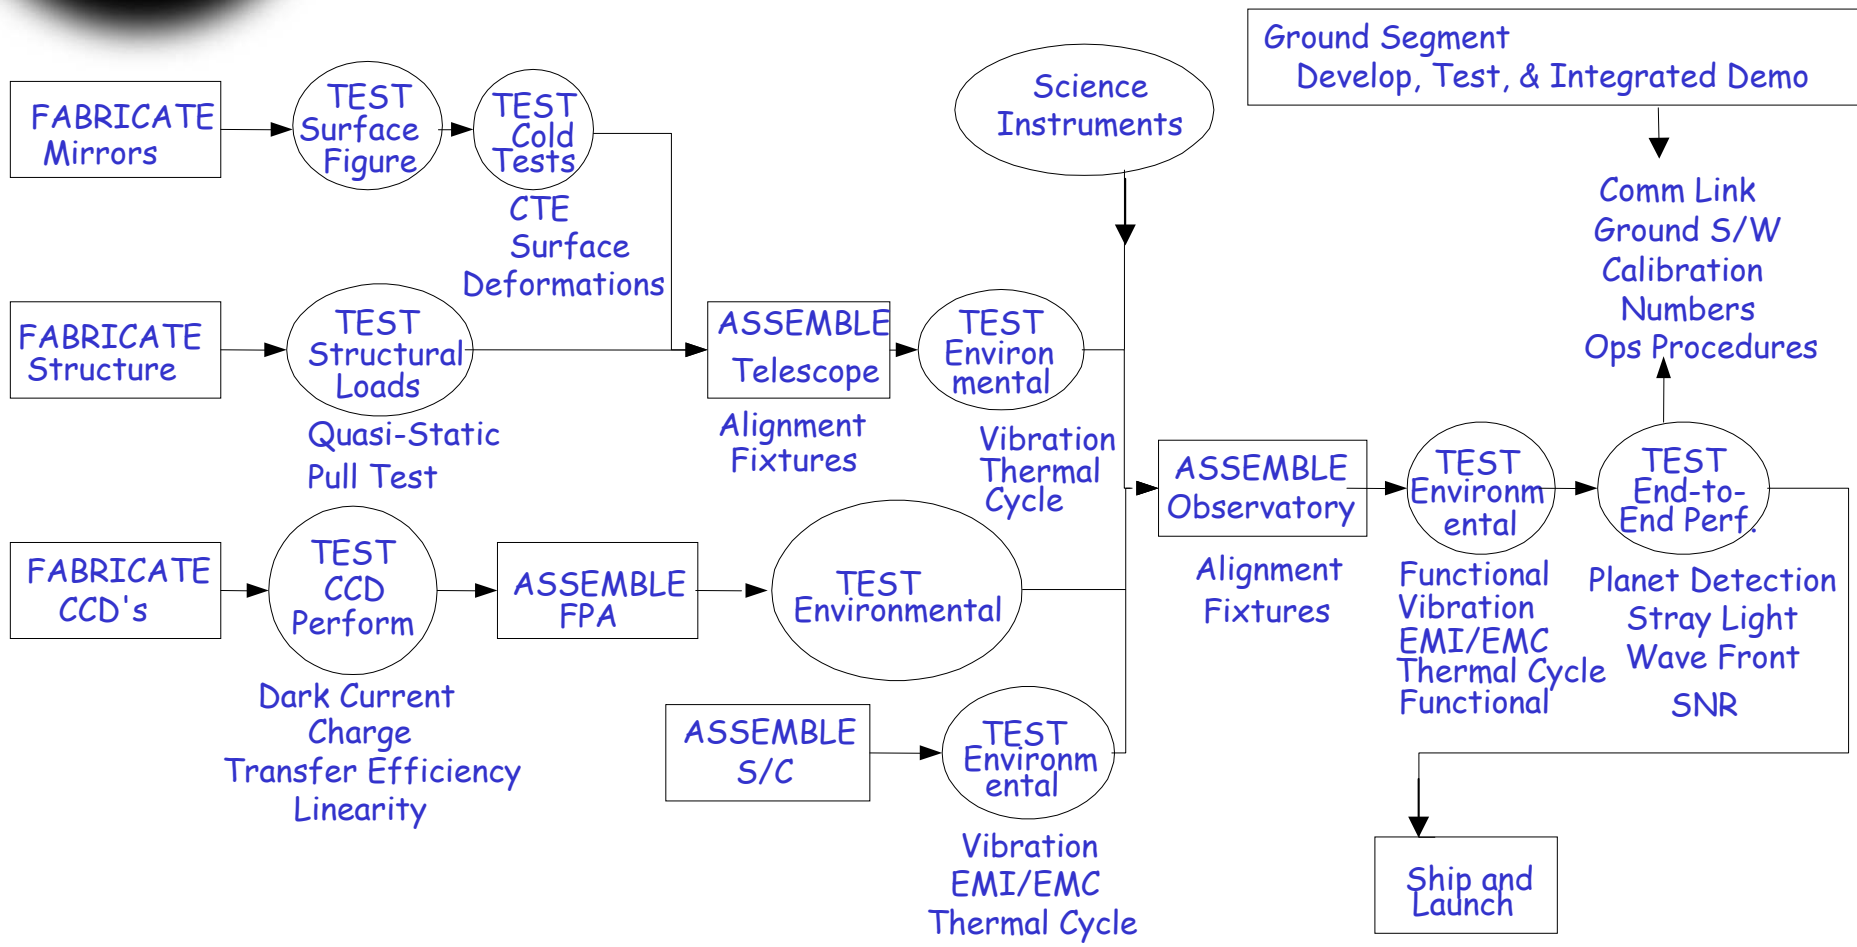 Ground Segment
Develop, Test, & Integrated Demo
FABRICATE
Mirrors
TEST
Surface
Figure
TEST
Cold
Tests
CTE
Surface
Deformations
Science
Instruments
Comm Link
Ground S/W
Calibration
Numbers
Ops Procedures
FABRICATE
Structure
TEST
Structural
Loads
Quasi-Static
Pull Test
ASSEMBLE
Telescope
Alignment
Fixtures
TEST
Environ
mental
Vibration
Thermal
Cycle
ASSEMBLE
Observatory
Alignment
Fixtures
TEST
Environm
ental
Functional
Vibration
EMI/EMC
Thermal Cycle
Functional
TEST
End-to-
End Perf.
Planet Detection
Stray Light
Wave Front
SNR
FABRICATE
CCD's
TEST
CCD
Perform
Dark Current
Charge
Transfer Efficiency
Linearity
ASSEMBLE
FPA
TEST
Environmental
ASSEMBLE
S/C
TEST
Environm
ental
Vibration
EMI/EMC
Thermal Cycle
Ship and
Launch